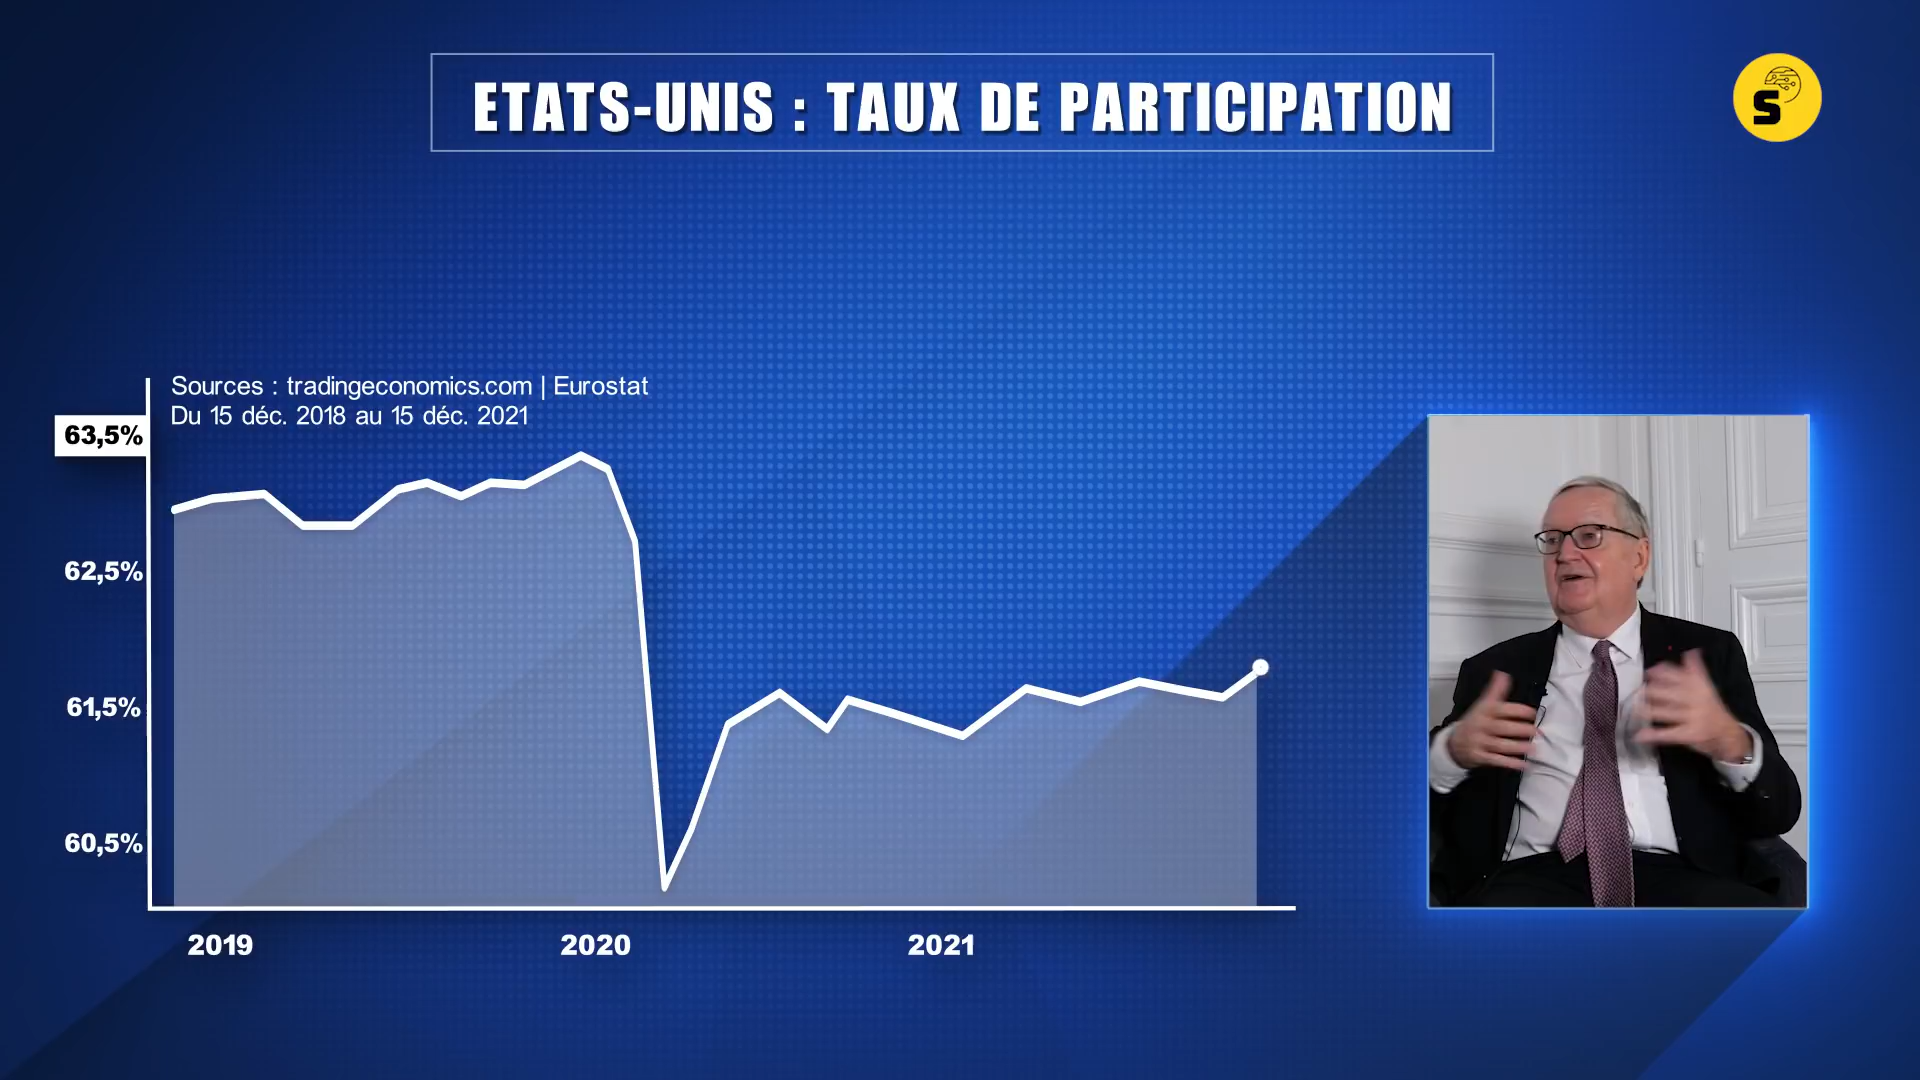 ETATS-UNIS : TAUX DE PARTICIPATION
S
Sources : tradingeconomics.com | Eurostat
Du 15 déc. 2018 au 15 déc. 2021
63,5%
62,5%
61,5%
60,5%
2019
2020
2021